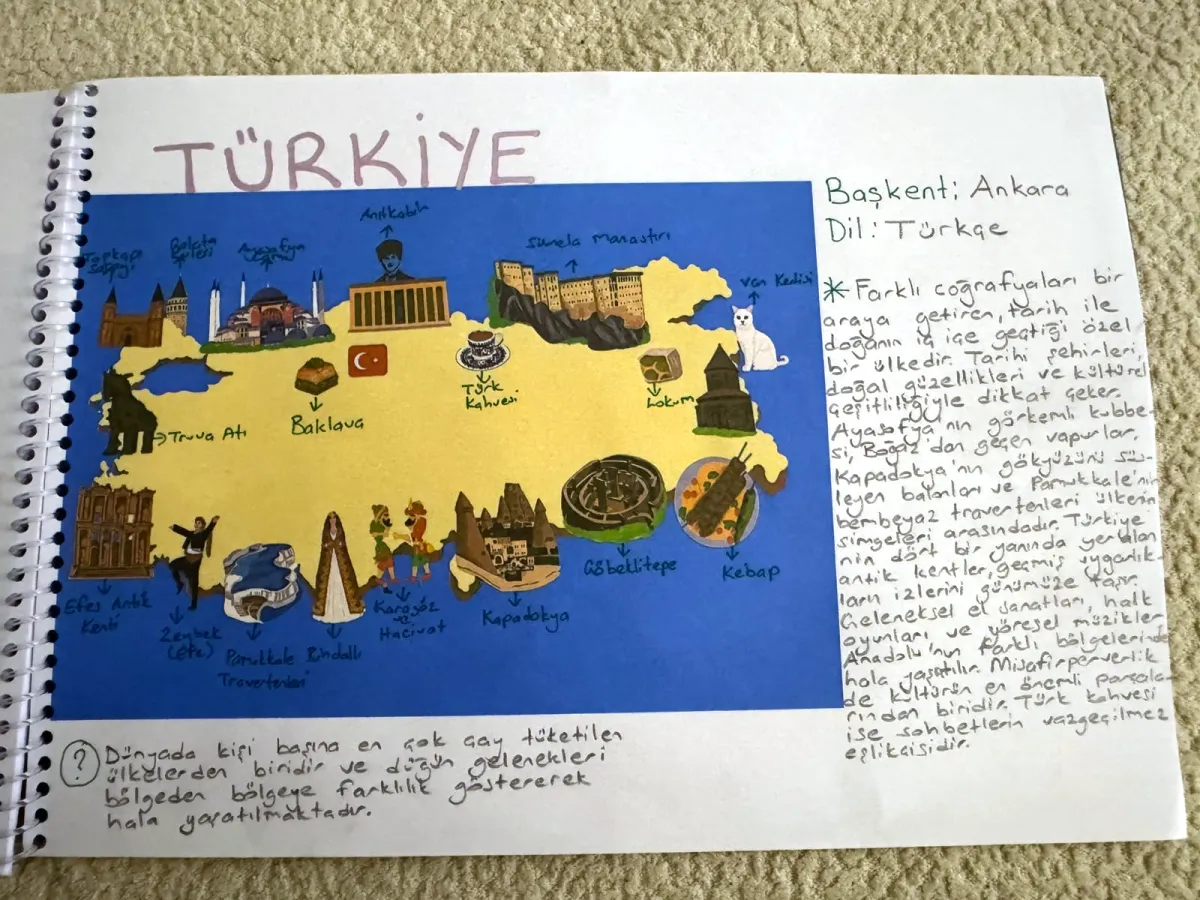 TÜRKİYE
Anıtkabir
Topkapı
Sarayı
Galata
Kulesi
Ayasofya
Camii
Sümela Manastırı
Van Kedisi
Baklava
Türk
Kahvesi
Lokum
Truva Atı
Efes Antik
Kenti
Zeybek
(Efe)
Pamukkale
Travertenleri
Bindallı
Karagöz
ve
Hacivat
Kapadokya
Göbeklitepe
Kebap
Başkent: Ankara
Dil: Türkçe
* Farklı coğrafyaları bir
araya getiren, tarih ile
doğanın iç içe geçtiği özel
bir ülkedir. Tarihi şehirleri,
doğal güzellikleri ve kültürel
çeşitliliğiyle dikkat çeker.
Ayasofya'nın görkemli kubbe-
si, Boğaz'dan geçen vapurlar,
Kapadokya'nın gökyüzünü süs-
leyen balonları ve Pamukkale'nin
bembeyaz travertenleri ülkenin
simgeleri arasındadır. Türkiye
nin dört bir yanında yer alan
antik kentler, geçmiş uygarlık-
ların izlerini günümüze taşır.
Geleneksel el sanatları, halk
oyunları ve yöresel müzikler
Anadolu'nun farklı bölgelerinde
hala yaşatılır. Misafirperverlik
de kültürün en önemli parçala-
rından biridir. Türk kahvesi
ise sohbetlerin vazgeçilmez
eşlikçisidir.
? Dünyada kişi başına en çok çay tüketilen
ülkelerden biridir ve düğün gelenekleri
bölgeden bölgeye farklılık göstererek
hala yaşatılmaktadır.